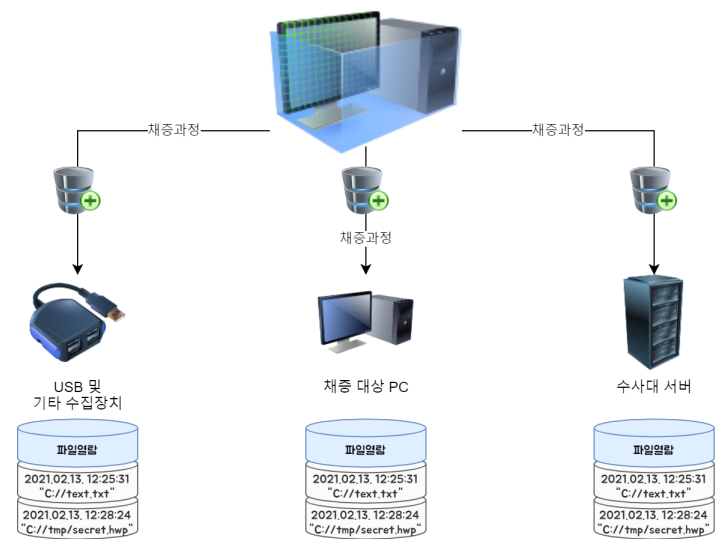 채증과정
채증과정
채증과정
USB 및
기타 수집장치
채증 대상 PC
수사대 서버
파일열람
2021.02.13. 12:25:31
"C://text.txt"
2021.02.13. 12:28:24
"C://tmp/secret.hwp"
파일열람
2021.02.13. 12:25:31
"C://text.txt"
2021.02.13. 12:28:24
"C://tmp/secret.hwp"
파일열람
2021.02.13. 12:25:31
"C://text.txt"
2021.02.13. 12:28:24
"C://tmp/secret.hwp"